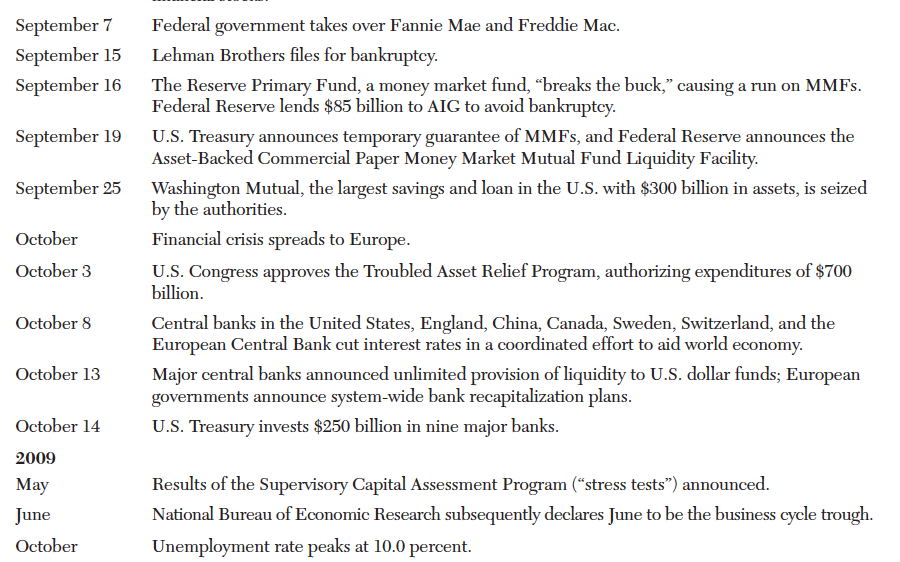 financial stocks.
September 7 Federal government takes over Fannie Mae and Freddie Mac.
September 15 Lehman Brothers files for bankruptcy.
September 16 The Reserve Primary Fund, a money market fund, “breaks the buck,” causing a run on MMFs.
Federal Reserve lends $85 billion to AIG to avoid bankruptcy.
September 19 U.S. Treasury announces temporary guarantee of MMFs, and Federal Reserve announces the
Asset-Backed Commercial Paper Money Market Mutual Fund Liquidity Facility.
September 25 Washington Mutual, the largest savings and loan in the U.S. with $300 billion in assets, is seized
by the authorities.
October Financial crisis spreads to Europe.
October 3 U.S. Congress approves the Troubled Asset Relief Program, authorizing expenditures of $700
billion.
October 8 Central banks in the United States, England, China, Canada, Sweden, Switzerland, and the
European Central Bank cut interest rates in a coordinated effort to aid world economy.
October 13 Major central banks announced unlimited provision of liquidity to U.S. dollar funds; European
governments announce system-wide bank recapitalization plans.
October 14 U.S. Treasury invests $250 billion in nine major banks.
2009
May Results of the Supervisory Capital Assessment Program (“stress tests”) announced.
June National Bureau of Economic Research subsequently declares June to be the business cycle trough.
October Unemployment rate peaks at 10.0 percent.